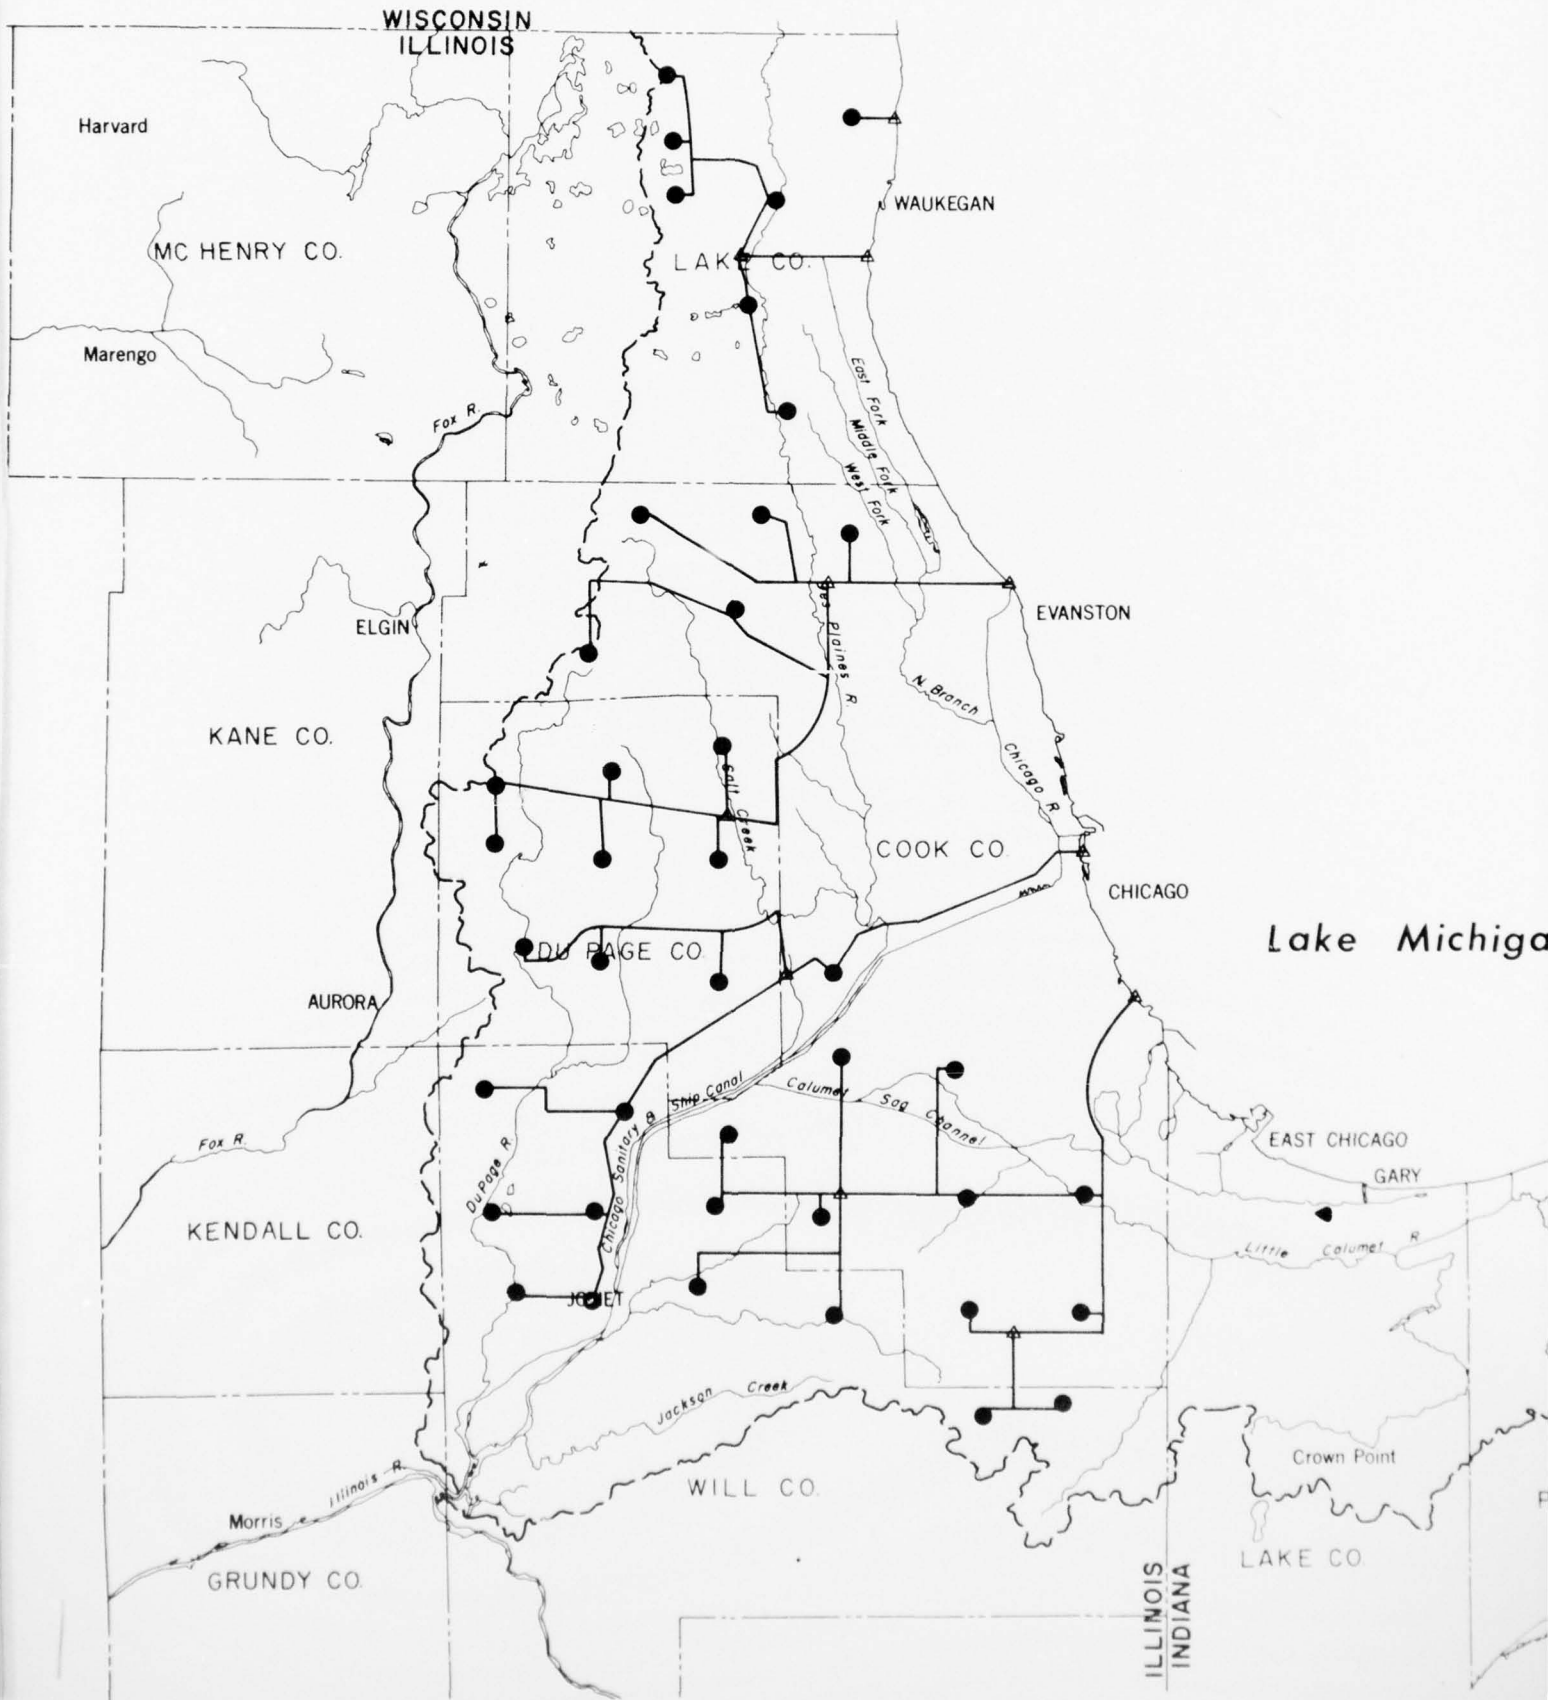 WISCONSIN
ILLINOIS
Harvard
WAUKEGAN
MC HENRY CO.
LAKE CO.
Marengo
East Fork
Fox R.
Middle Fork
West Fork
EVANSTON
ELGIN
Des Plaines R
N. Branch
KANE CO.
Chicago R
Salt Creek
COOK CO.
CHICAGO
Lake Michiga
DU PAGE CO.
AURORA
Ship Canal
Calumet Sag Channel
Chicago Sanitary &
Fox R.
DuPage R.
EAST CHICAGO
GARY
KENDALL CO.
Little Calumet R
JOLIET
Jackson Creek
Crown Point
Illinois R.
WILL CO.
Morris
LAKE CO.
GRUNDY CO.
ILLINOIS
INDIANA